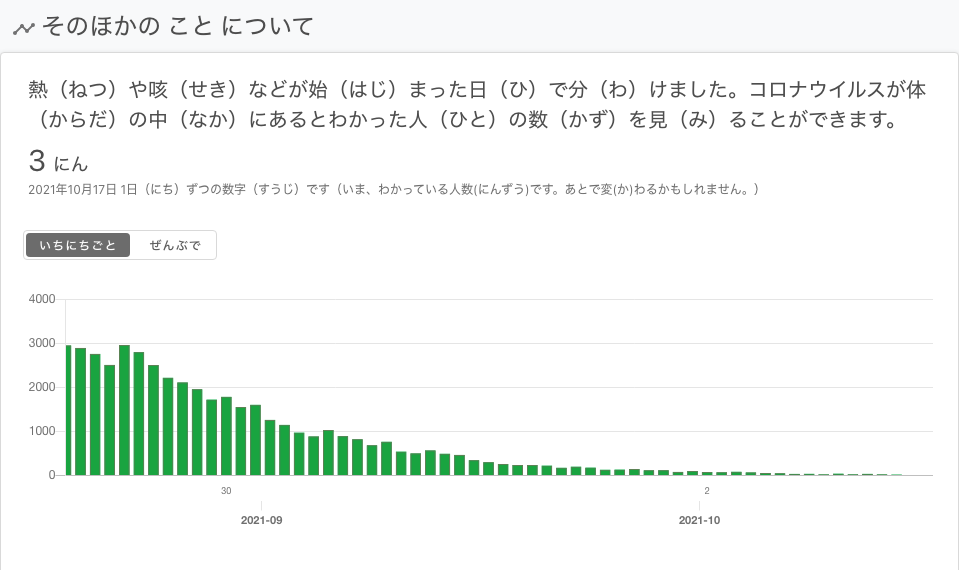 そのほかの こと について
熱（ねつ）や咳（せき）などが始（はじ）まった日（ひ）で分（わ）けました。コロナウイルスが体
（からだ）の中（なか）にあるとわかった人（ひと）の数（かず）を見（み）ることができます。
3 にん
2021年10月17日 1日（にち）ずつの数字（すうじ）です（いま、わかっている人数(にんずう)です。あとで変(か)わるかもしれません。）
いちにちごと ぜんぶで
4000
3000
2000
1000
0
30 2
2021-09 2021-10